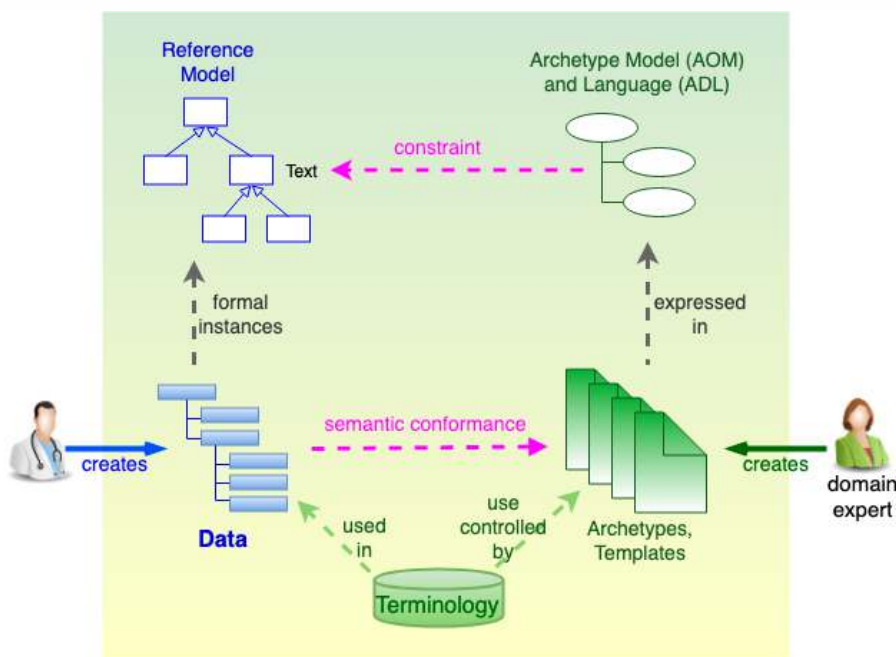 Reference
Model
Archetype Model (AOM)
and Language (ADL)
constraint
Text
formal
instances
expressed
in
semantic conformance
creates
creates
domain
expert
Data
used
in
use
controlled
by
Archetypes,
Templates
Terminology